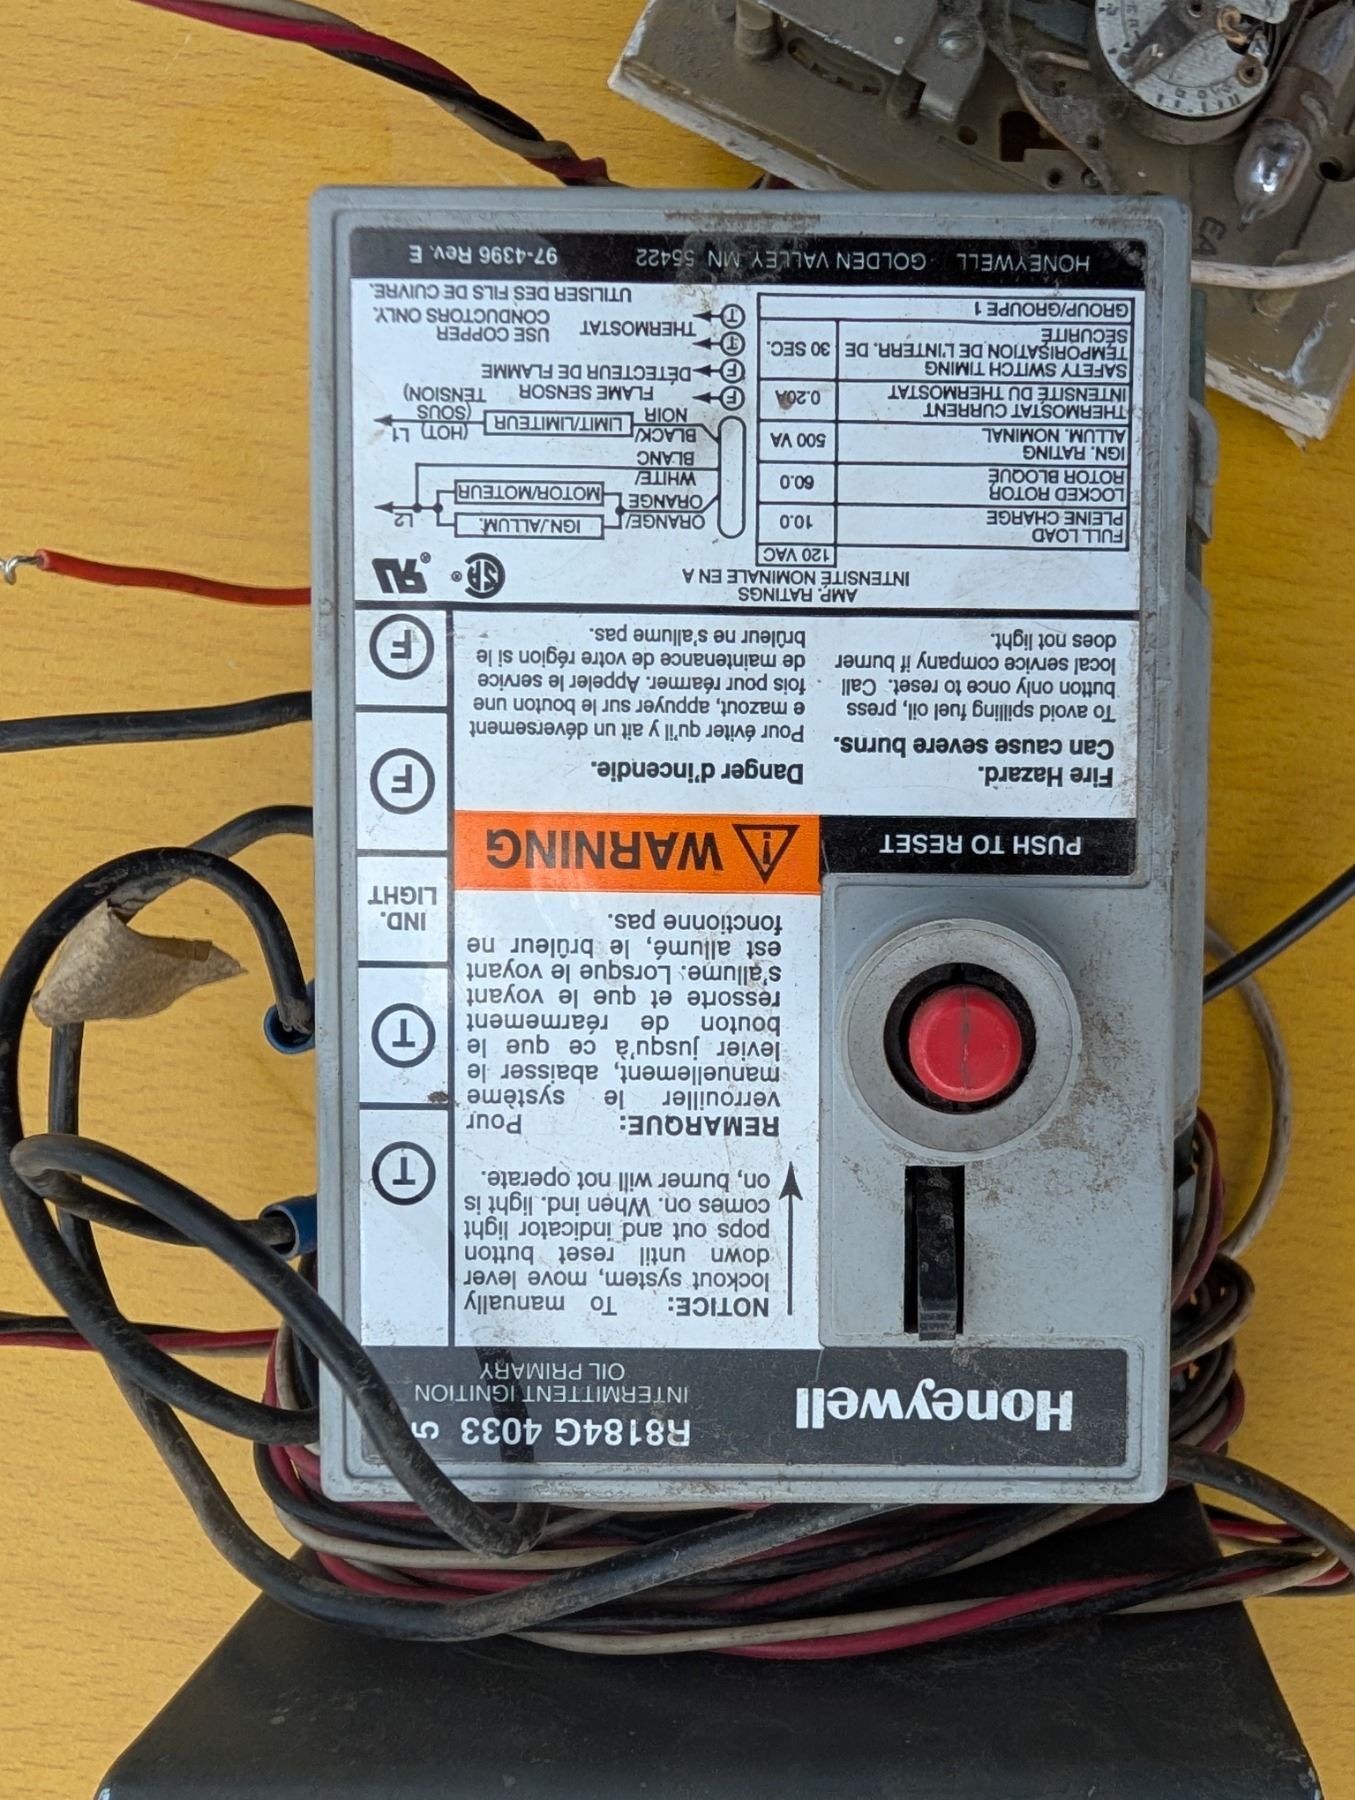 Honeywell
R8184G 4033 5
INTERMITTENT IGNITION
OIL PRIMARY
NOTICE: To manually
lockout system, move lever
down until reset button
pops out and indicator light
comes on. When ind. light is
on, burner will not operate.
REMARQUE: Pour
verrouiller le système
manuellement, abaisser le
levier jusqu'à ce que le
bouton de réarmement
ressorte et que le voyant
s'allume. Lorsque le voyant
est allumé, le brûleur ne
fonctionne pas.
T
T
IND.
LIGHT
F
F
PUSH TO RESET
WARNING
Fire Hazard.
Can cause severe burns.
To avoid spilling fuel oil, press
button only once to reset. Call
local service company if burner
does not light.
Danger d'incendie.
Pour éviter qu'il y ait un déversement
e mazout, appuyer sur le bouton une
fois pour réarmer. Appeler le service
de maintenance de votre région si le
brûleur ne s'allume pas.
AMP. RATINGS
INTENSITÉ NOMINALE EN A
120 VAC
FULL LOAD
PLEINE CHARGE
10.0
LOCKED ROTOR
ROTOR BLOQUÉ
60.0
IGN. RATING
ALLUM. NOMINAL
500 VA
THERMOSTAT CURRENT
INTENSITÉ DU THERMOSTAT
0.20A
SAFETY SWITCH TIMING
TEMPORISATION DE L'INTERR. DE
SÉCURITÉ
30 SEC.
GROUP/GROUPE 1
SA
ORANGE/
ORANGE
IGN./ALLUM.
MOTOR/MOTEUR
L2
WHITE/
BLANC
BLACK/
NOIR
LIMIT/LIMITEUR
(HOT) L1
(SOUS
TENSION)
F
FLAME SENSOR
F
DÉTECTEUR DE FLAMME
T
THERMOSTAT
T
USE COPPER
CONDUCTORS ONLY.
UTILISER DES FILS DE CUIVRE.
HONEYWELL GOLDEN VALLEY, MN 55422 97-4396 Rev. E